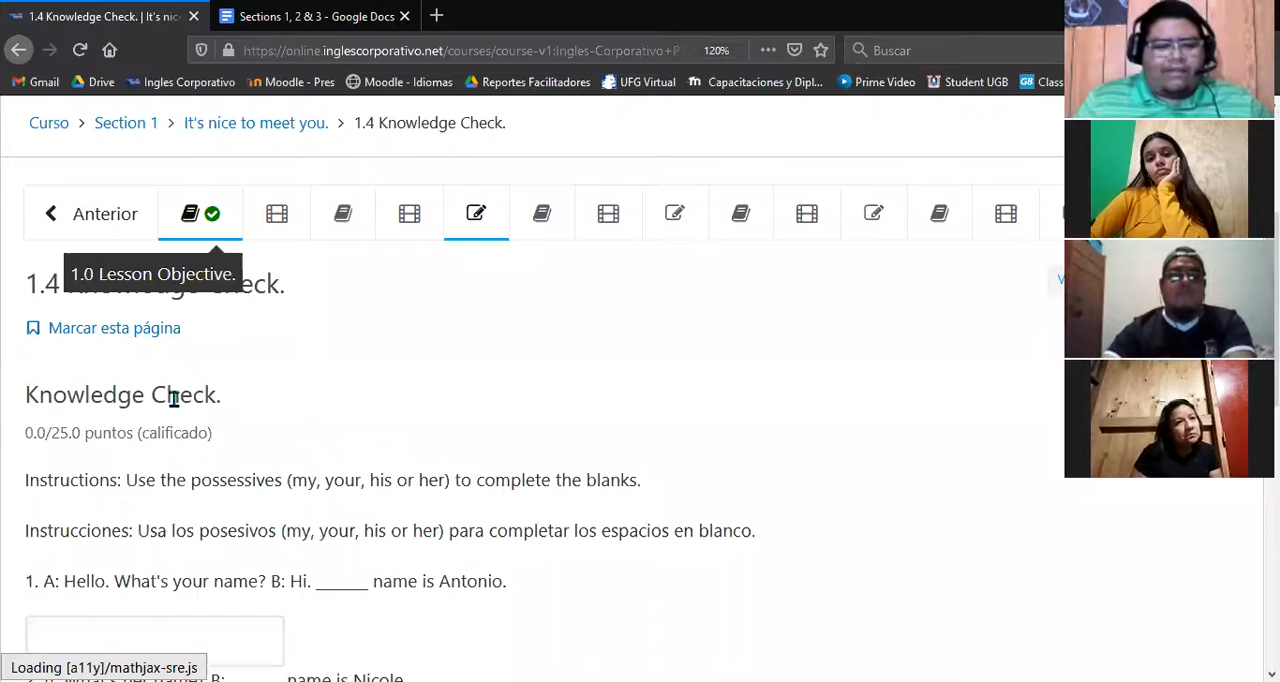 1.4 Knowledge Check. | It's nic
Sections 1, 2 & 3 - Google Docs
https://online.inglescorporativo.net/courses/course-v1:Ingles-Corporativo+P
120%
Buscar
Gmail
Drive
Ingles Corporativo
Moodle - Pres
Moodle - Idiomas
Reportes Facilitadores
UFG Virtual
Capacitaciones y Dipl...
Prime Video
Student UGB
Class
Curso > Section 1 > It's nice to meet you. > 1.4 Knowledge Check.
Anterior
1.0 Lesson Objective.
1.4 Knowledge Check.
Marcar esta página
Knowledge Check.
0.0/25.0 puntos (calificado)
Instructions: Use the possessives (my, your, his or her) to complete the blanks.
Instrucciones: Usa los posesivos (my, your, his or her) para completar los espacios en blanco.
1. A: Hello. What's your name? B: Hi. ______ name is Antonio.
Loading [a11y]/mathjax-sre.js
name is Nicole.